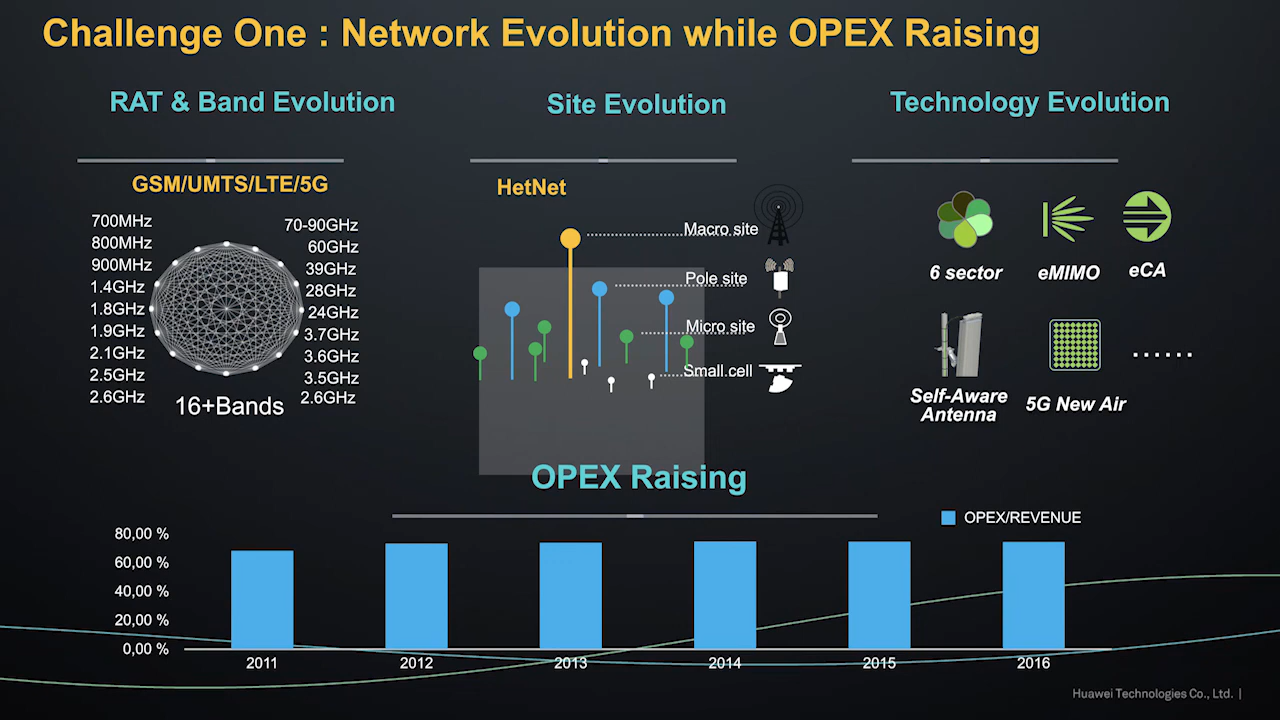 Challenge One : Network Evolution while OPEX Raising
RAT & Band Evolution
GSM/UMTS/LTE/5G
700MHz
800MHz
900MHz
1.4GHz
1.8GHz
1.9GHz
2.1GHz
2.5GHz
2.6GHz
70-90GHz
60GHz
39GHz
28GHz
24GHz
3.7GHz
3.6GHz
3.5GHz
2.6GHz
16+Bands
Site Evolution
HetNet
Macro site
Pole site
Micro site
Small cell
Technology Evolution
6 sector
eMIMO
eCA
Self-Aware
Antenna
5G New Air
......
OPEX Raising
OPEX/REVENUE
80,00 %
60,00 %
40,00 %
20,00 %
0,00 %
2011
2012
2013
2014
2015
2016
Huawei Technologies Co., Ltd. |